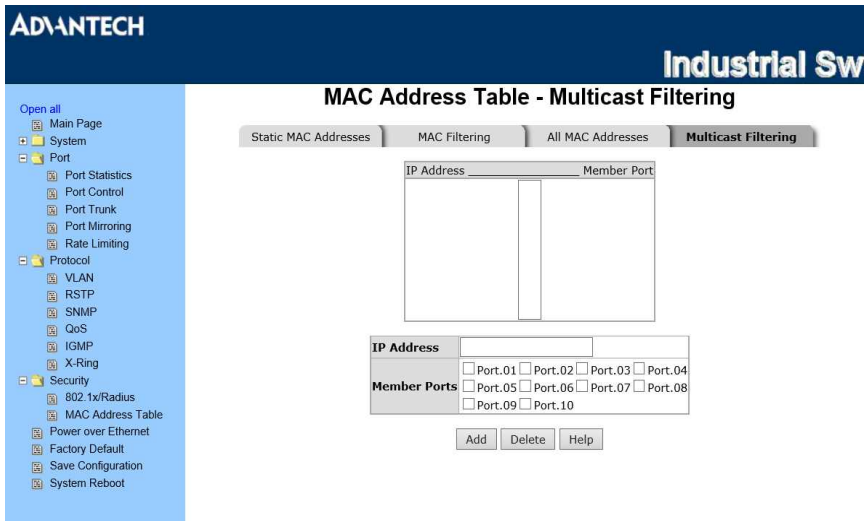 ADVANTECH
Industrial Sw
MAC Address Table - Multicast Filtering
Open all
Main Page
System
Port
Port Statistics
Port Control
Port Trunk
Port Mirroring
Rate Limiting
Protocol
VLAN
RSTP
SNMP
QoS
IGMP
X-Ring
Security
802.1x/Radius
MAC Address Table
Power over Ethernet
Factory Default
Save Configuration
System Reboot
Static MAC Addresses MAC Filtering All MAC Addresses Multicast Filtering
IP Address ________________ Member Port
IP Address
Member Ports
Port.01 Port.02 Port.03 Port.04
Port.05 Port.06 Port.07 Port.08
Port.09 Port.10
Add Delete Help